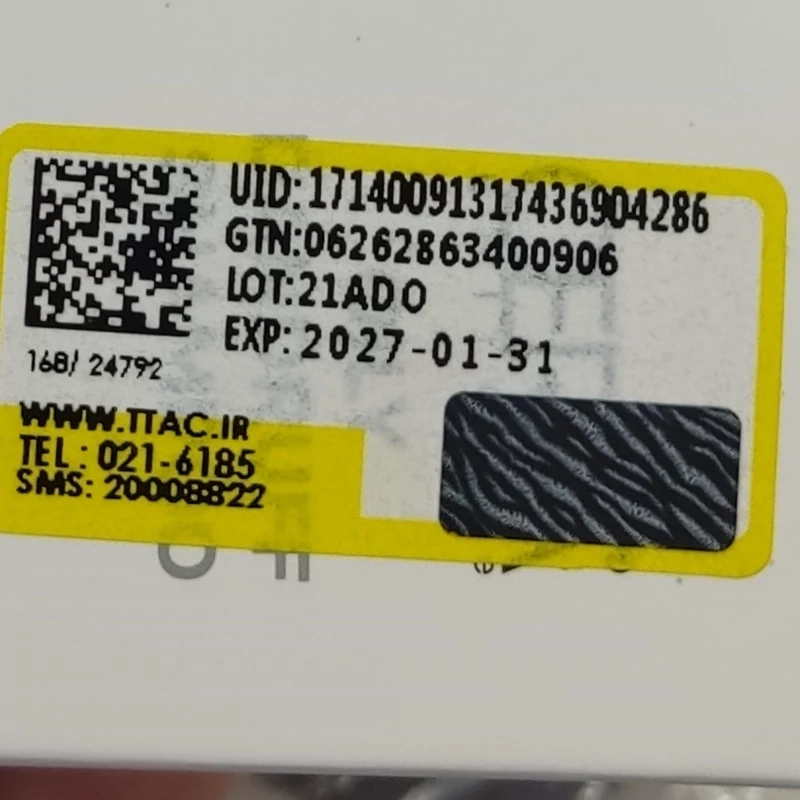 UID:17140091317436904286
GTN:06262863400906
LOT:21ADO
EXP:2027-01-31
168/ 24792
WWW.TTAC.IR
TEL: 021-6185
SMS: 20008822